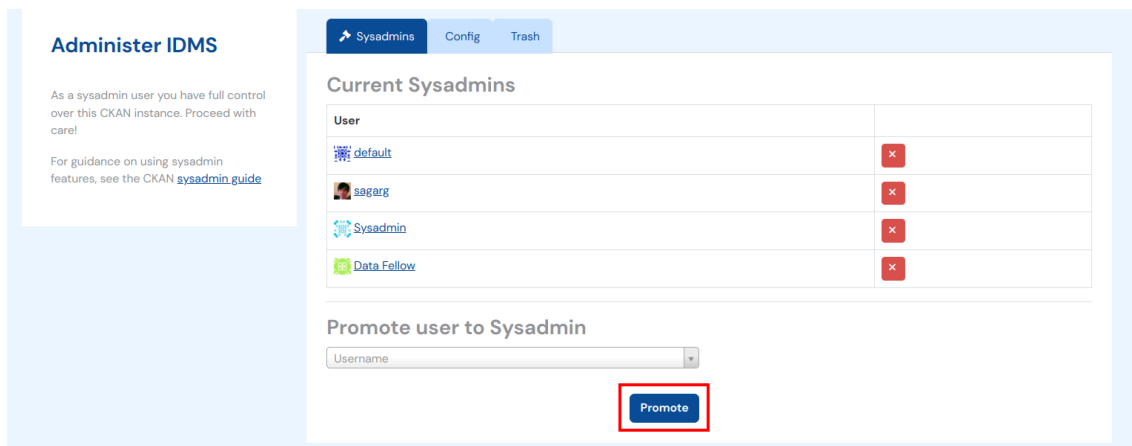 Administer IDMS
As a sysadmin user you have full control
over this CKAN instance. Proceed with
care!
For guidance on using sysadmin
features, see the CKAN sysadmin guide
Sysadmins Config Trash
Current Sysadmins
User
default
sagarg
Sysadmin
Data Fellow
Promote user to Sysadmin
Username
Promote